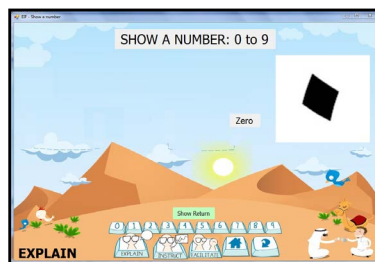 EIF - Show a number
SHOW A NUMBER: 0 to 9
Zero
Show Return
0 1 2 3 4 5 6 7 8 9
EXPLAIN INSTRUCT FACILITATE
EXPLAIN